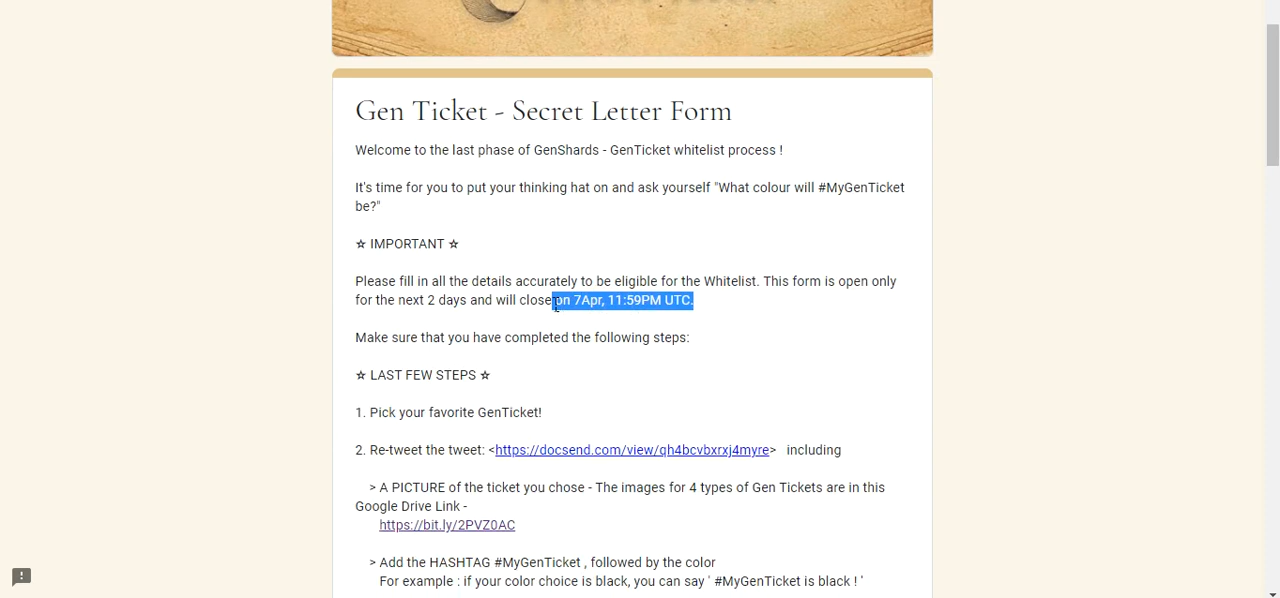 Gen Ticket - Secret Letter Form
Welcome to the last phase of GenShards - GenTicket whitelist process !
It's time for you to put your thinking hat on and ask yourself "What colour will #MyGenTicket
be?"
☆ IMPORTANT ☆
Please fill in all the details accurately to be eligible for the Whitelist. This form is open only
for the next 2 days and will close on 7Apr, 11:59PM UTC.
Make sure that you have completed the following steps:
☆ LAST FEW STEPS ☆
1. Pick your favorite GenTicket!
2. Re-tweet the tweet: <https://docsend.com/view/qh4bcvbxrxj4myre> including
> A PICTURE of the ticket you chose - The images for 4 types of Gen Tickets are in this
Google Drive Link -
https://bit.ly/2PVZ0AC
> Add the HASHTAG #MyGenTicket , followed by the color
For example : if your color choice is black, you can say ' #MyGenTicket is black ! '